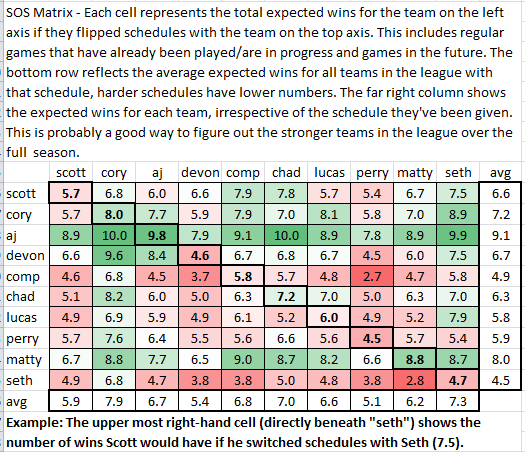 SOS Matrix - Each cell represents the total expected wins for the team on the left
axis if they flipped schedules with the team on the top axis. This includes regular
games that have already been played/are in progress and games in the future. The
bottom row reflects the average expected wins for all teams in the league with
that schedule, harder schedules have lower numbers. The far right column shows
the expected wins for each team, irrespective of the schedule they've been given.
This is probably a good way to figure out the stronger teams in the league over the
full season.
scott cory aj devon comp chad lucas perry matty seth avg
scott 5.7 6.8 6.0 6.6 7.9 7.8 5.7 5.4 6.7 7.5 6.6
cory 5.7 8.0 7.7 5.9 7.9 7.0 8.1 5.8 7.0 8.9 7.2
aj 8.9 10.0 9.8 7.9 9.1 10.0 8.9 7.8 8.9 9.9 9.1
devon 6.6 9.6 8.4 4.6 6.7 6.8 6.7 4.5 6.0 7.5 6.7
comp 4.6 6.8 4.5 3.7 5.8 5.7 4.8 2.7 4.7 5.8 4.9
chad 5.1 8.2 6.0 5.0 6.3 7.2 7.0 5.0 6.3 7.0 6.3
lucas 4.9 6.9 5.9 4.9 6.1 5.2 6.0 4.9 5.2 7.9 5.8
perry 5.7 7.6 6.4 5.5 5.6 6.6 5.6 4.5 5.7 5.4 5.9
matty 6.7 8.8 7.7 6.5 9.0 8.7 8.2 6.6 8.8 8.7 8.0
seth 4.9 6.8 4.7 3.8 3.8 5.0 4.8 3.8 2.8 4.7 4.5
avg 5.9 7.9 6.7 5.4 6.8 7.0 6.6 5.1 6.2 7.3
Example: The upper most right-hand cell (directly beneath "seth") shows the
number of wins Scott would have if he switched schedules with Seth (7.5).